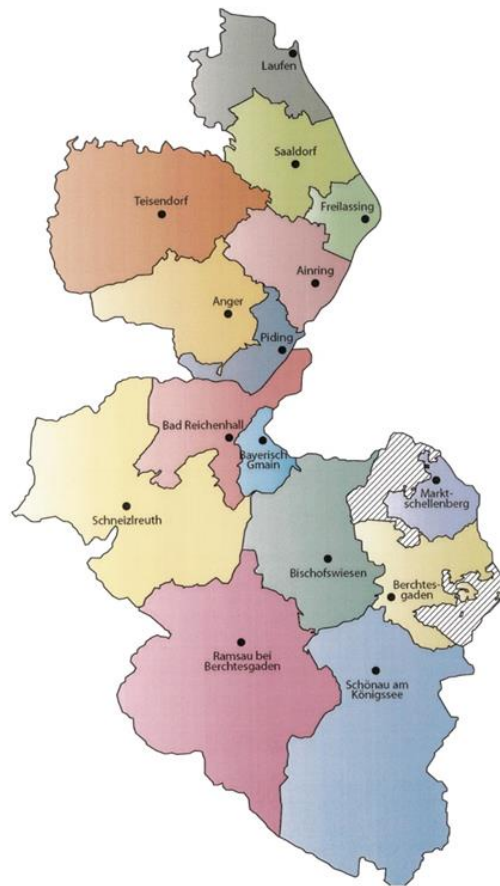 Laufen
Saaldorf
Teisendorf
Freilassing
Ainring
Anger
Piding
Bad Reichenhall
Bayerisch
Gmain
Markt-
schellenberg
Schneizlreuth
Bischofswiesen
Berchtes-
gaden
Ramsau bei
Berchtesgaden
Schönau am
Königssee